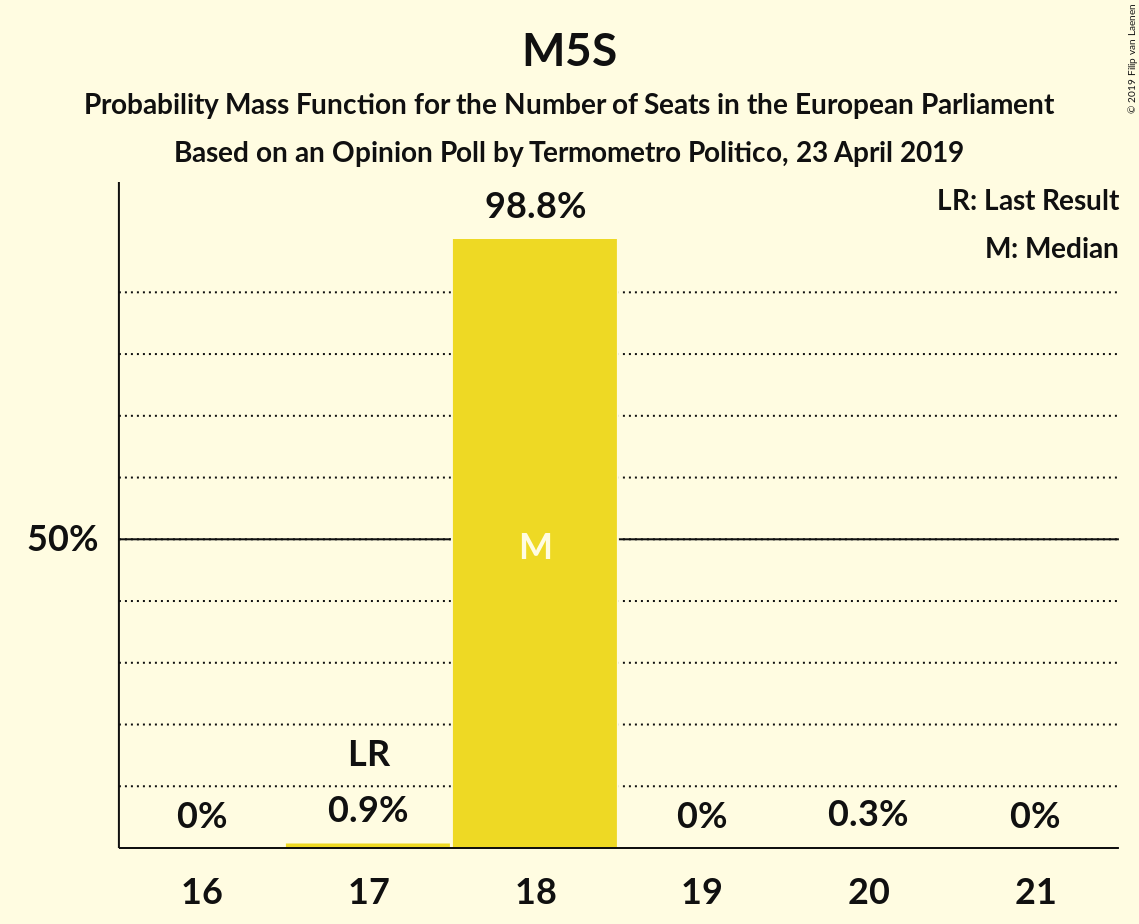 M5S
Probability Mass Function for the Number of Seats in the European Parliament
Based on an Opinion Poll by Termometro Politico, 23 April 2019
© 2019 Filip van Laenen
LR: Last Result
M: Median
98.8%
50%
M
LR
0%
0.9%
0%
0.3%
0%
16 17 18 19 20 21